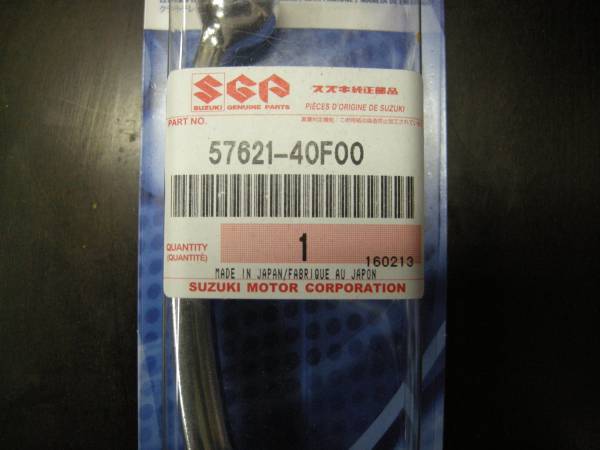 SGP
スズキ純正部品
SUZUKI GENUINE PARTS
PIÈCES D'ORIGINE DE SUZUKI
PART NO.
57621-40F00
QUANTITY
(QUANTITÉ)
1
160213
MADE IN JAPAN/FABRIQUE AU JAPON
SUZUKI MOTOR CORPORATION